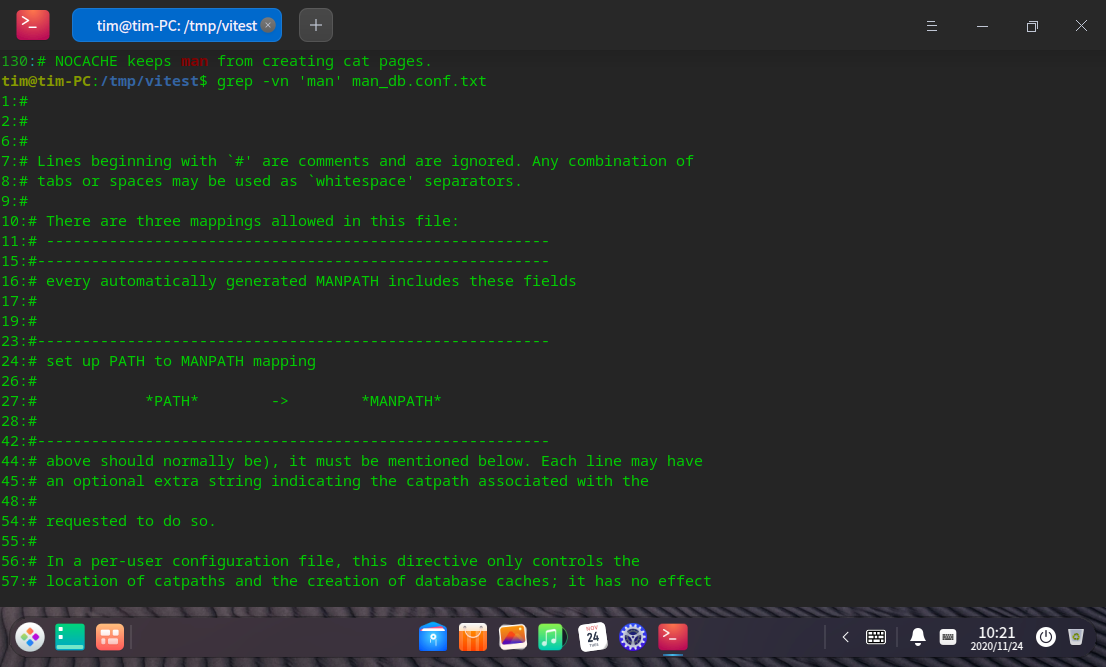 tim@tim-PC: /tmp/vitest
130:# NOCACHE keeps man from creating cat pages.
tim@tim-PC:/tmp/vitest$ grep -vn 'man' man_db.conf.txt
1:#
2:#
6:#
7:# Lines beginning with `#' are comments and are ignored. Any combination of
8:# tabs or spaces may be used as `whitespace' separators.
9:#
10:# There are three mappings allowed in this file:
11:# --------------------------------------------------------
15:#---------------------------------------------------------
16:# every automatically generated MANPATH includes these fields
17:#
19:#
23:#---------------------------------------------------------
24:# set up PATH to MANPATH mapping
26:#
27:#            *PATH*        ->        *MANPATH*
28:#
42:#---------------------------------------------------------
44:# above should normally be), it must be mentioned below. Each line may have
45:# an optional extra string indicating the catpath associated with the
48:#
54:# requested to do so.
55:#
56:# In a per-user configuration file, this directive only controls the
57:# location of catpaths and the creation of database caches; it has no effect
NOV
24
TUES
10:21
2020/11/24